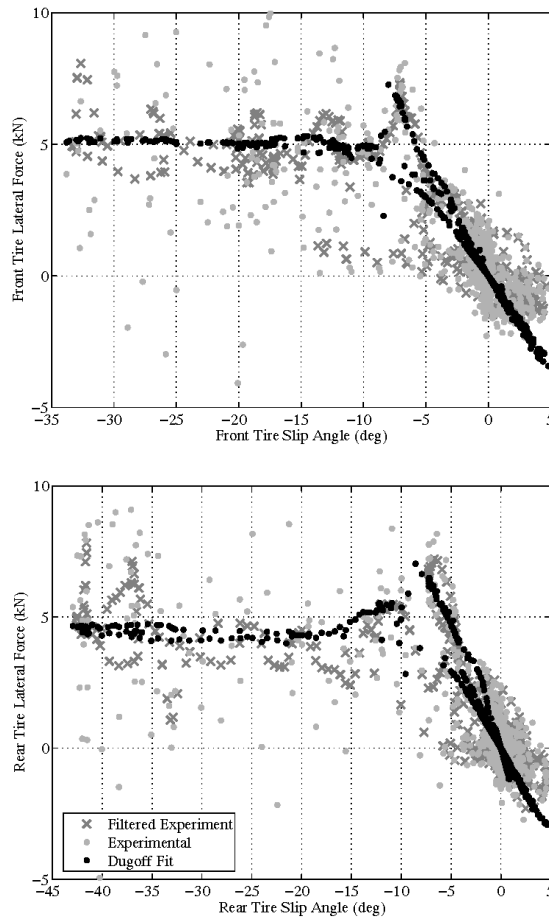 10
5
0
−5
Front Tire Lateral Force (kN)
−35 −30 −25 −20 −15 −10 −5 0 5
Front Tire Slip Angle (deg)
10
5
0
−5
Rear Tire Lateral Force (kN)
Filtered Experiment
Experimental
Dugoff Fit
−45 −40 −35 −30 −25 −20 −15 −10 −5 0 5
Rear Tire Slip Angle (deg)